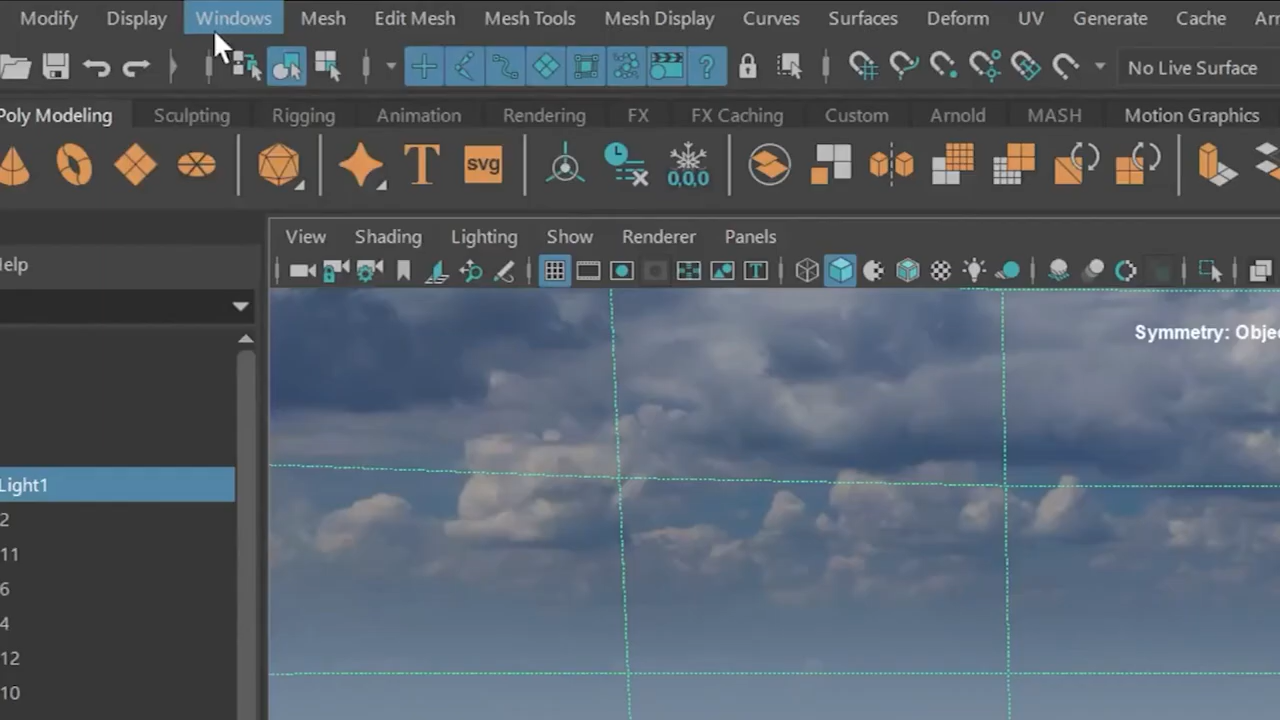 Modify Display Windows Mesh Edit Mesh Mesh Tools Mesh Display Curves Surfaces Deform UV Generate Cache
No Live Surface
Poly Modeling Sculpting Rigging Animation Rendering FX FX Caching Custom Arnold MASH Motion Graphics
T svg 0,0,0
View Shading Lighting Show Renderer Panels
Help
Symmetry: Objec
Light1
2
11
6
4
12
10